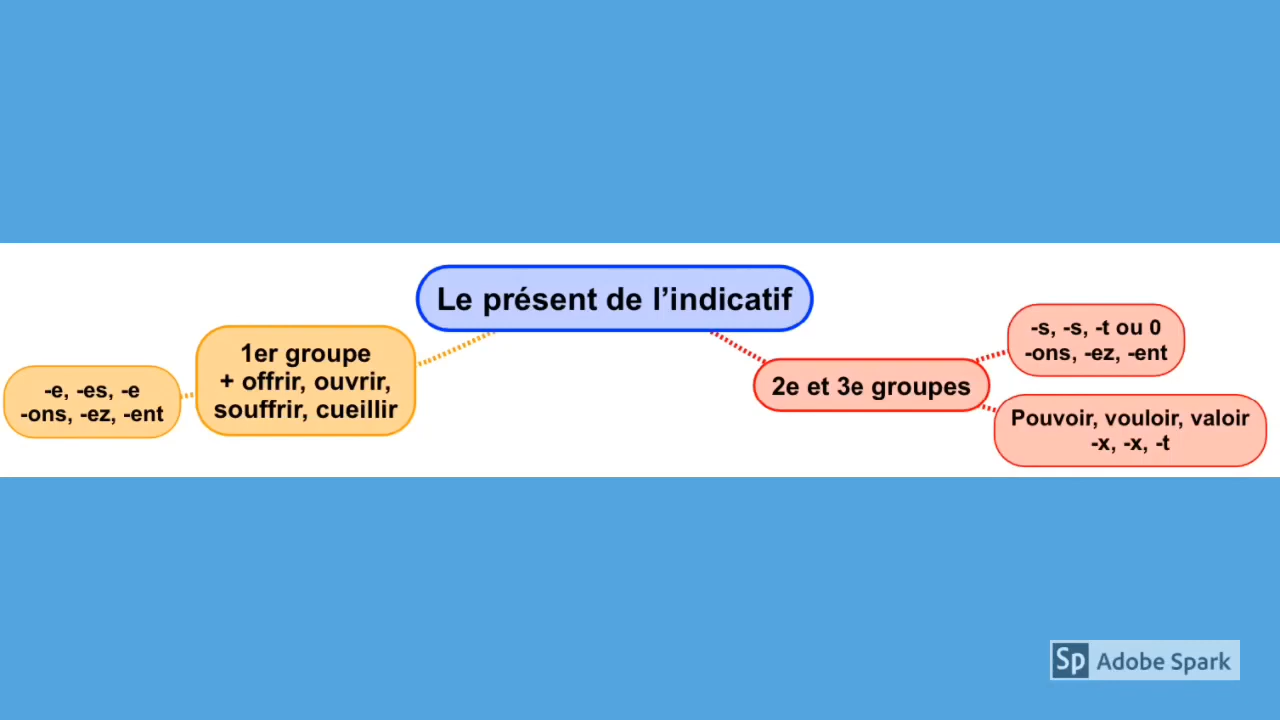 Le présent de l’indicatif
1er groupe
+ offrir, ouvrir,
souffrir, cueillir
-e, -es, -e
-ons, -ez, -ent
2e et 3e groupes
-s, -s, -t ou 0
-ons, -ez, -ent
Pouvoir, vouloir, valoir
-x, -x, -t
Sp Adobe Spark